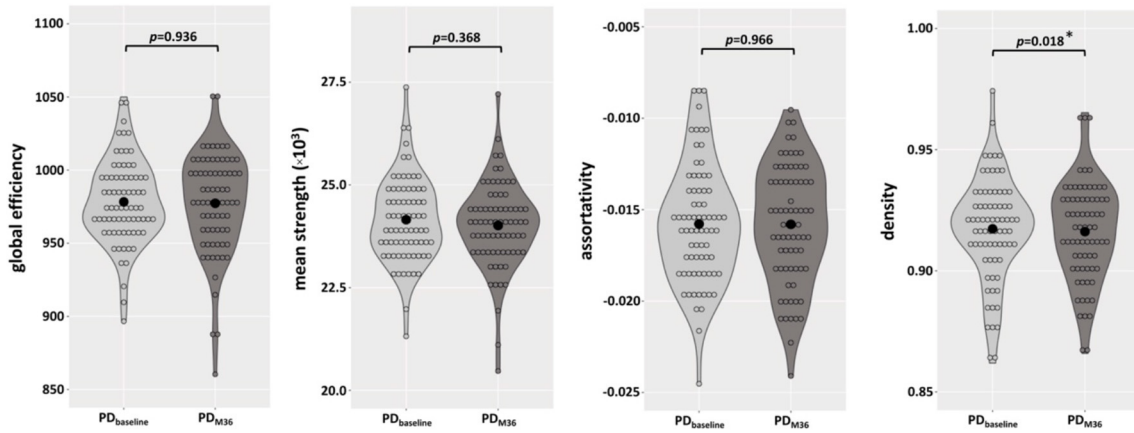 1100
1050
1000
950
900
850
global efficiency
p=0.936
PDbaseline
PDM36
27.5
25.0
22.5
20.0
mean strength (×10³)
p=0.368
PDbaseline
PDM36
-0.005
-0.010
-0.015
-0.020
-0.025
assortativity
p=0.966
PDbaseline
PDM36
1.00
0.95
0.90
0.85
density
p=0.018*
PDbaseline
PDM36